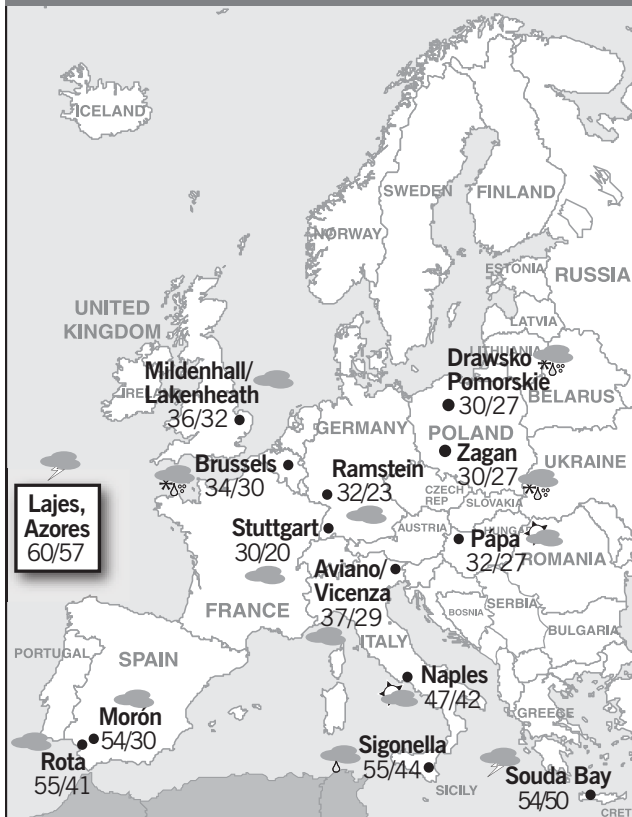 ICELAND
SWEDEN
FINLAND
NORWAY
ESTONIA
RUSSIA
LATVIA
UNITED
KINGDOM
LITHUANIA
Drawsko
Pomorskie
30/27
BELARUS
Mildenhall/
Lakenheath
36/32
GERMANY
POLAND
Zagan
30/27
UKRAINE
Brussels
34/30
Ramstein
32/23
CZECH
REP
SLOVAKIA
Lajes,
Azores
60/57
Stuttgart
30/20
AUSTRIA
Pápa
32/27
ROMANIA
Aviano/
Vicenza
37/29
FRANCE
BOSNIA
SERBIA
ITALY
BULGARIA
PORTUGAL
SPAIN
Naples
47/42
GREECE
Morón
54/30
Rota
55/41
Sigonella
55/44
SICILY
Souda Bay
54/50
CRET